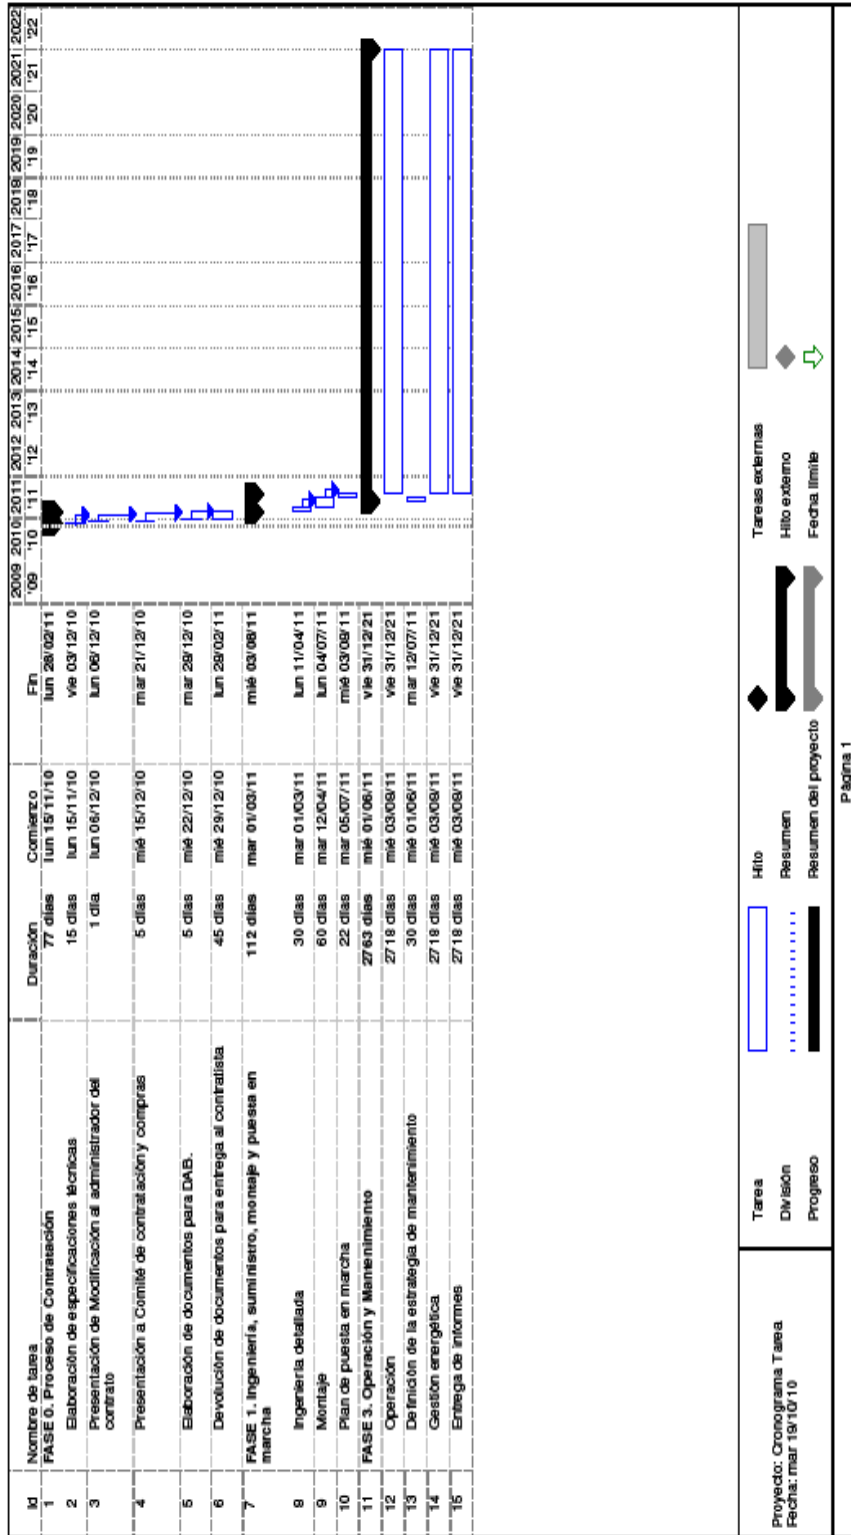 Id Nombre de tarea Duración Comienzo Fin 2009 2010 2011 2012 2013 2014 2015 2016 2017 2018 2019 2020 2021 2022
'09 '10 '11 '12 '13 '14 '15 '16 '17 '18 '19 '20 '21 '22
1 FASE 0. Proceso de Contratación 77 días lun 15/11/10 lun 28/02/11
2 Elaboración de especificaciones técnicas 15 días lun 15/11/10 vie 03/12/10
3 Presentación de Modificación al administrador del
contrato 1 día lun 06/12/10 lun 06/12/10
4 Presentación a Comité de contratación y compras 5 días mié 15/12/10 mar 21/12/10
5 Elaboración de documentos para DAB. 5 días mié 22/12/10 mar 28/12/10
6 Devolución de documentos para entrega al contratista 45 días mié 29/12/10 lun 28/02/11
7 FASE 1. Ingeniería, suministro, montaje y puesta en
marcha 112 días mar 01/03/11 mié 03/08/11
8 Ingeniería detallada 30 días mar 01/03/11 lun 11/04/11
9 Montaje 60 días mar 12/04/11 lun 04/07/11
10 Plan de puesta en marcha 22 días mar 05/07/11 mié 03/08/11
11 FASE 3. Operación y Mantenimiento 2763 días mié 01/06/11 vie 31/12/21
12 Operación 2718 días mié 03/08/11 vie 31/12/21
13 Definición de la estrategia de mantenimiento 30 días mié 01/06/11 mar 12/07/11
14 Gestión energética 2718 días mié 03/08/11 vie 31/12/21
15 Entrega de informes 2718 días mié 03/08/11 vie 31/12/21
Proyecto: Cronograma Tarea
Fecha: mar 19/10/10
Tarea
División
Progreso
Hito
Resumen
Resumen del proyecto
Tareas externas
Hito externo
Fecha límite
Página 1